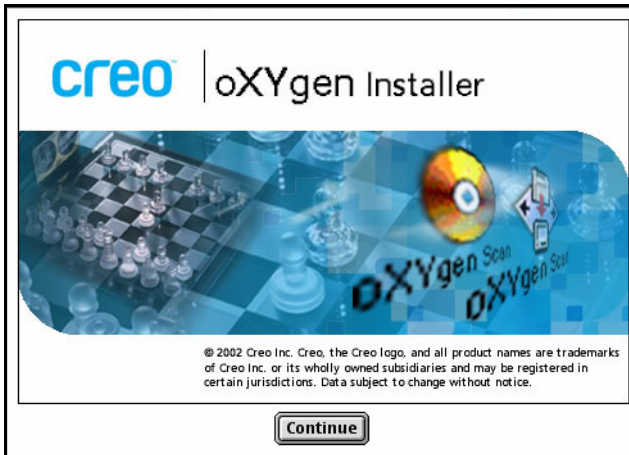 creo™ oXYgen Installer
oXYgen Scan
oXYgen Scan
© 2002 Creo Inc. Creo, the Creo logo, and all product names are trademarks
of Creo Inc. or its wholly owned subsidiaries and may be registered in
certain jurisdictions. Data subject to change without notice.
Continue